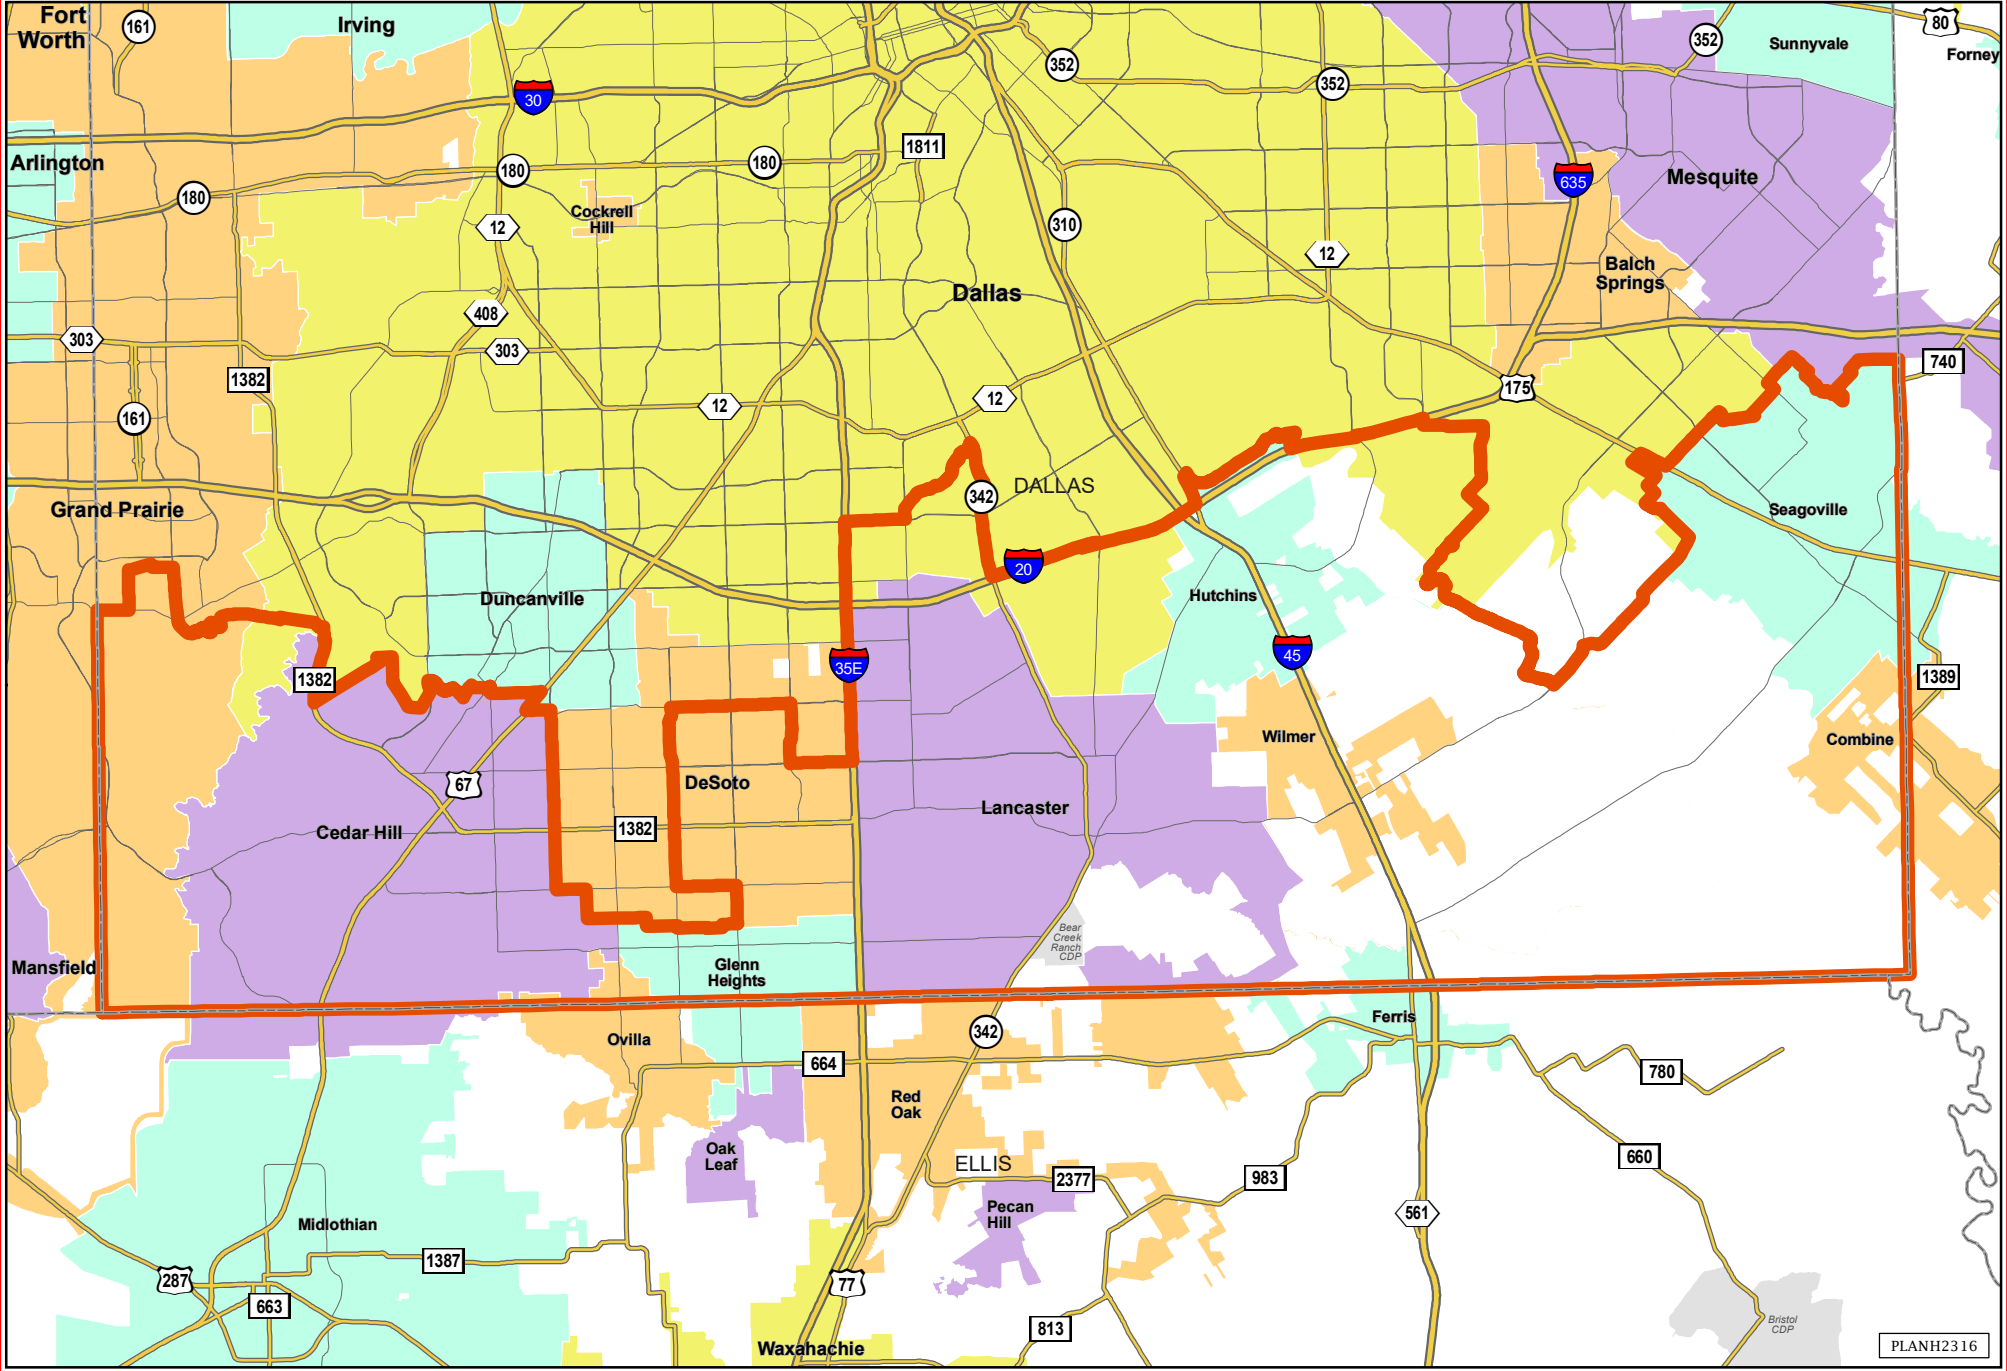 Fort
Worth
161
Irving
352
352
Sunnyvale
80
Forney
30
352
Arlington
180
180
180
1811
635
Mesquite
Cockrell
Hill
12
310
12
Balch
Springs
Dallas
408
303
303
1382
740
175
161
12
12
342
DALLAS
Grand Prairie
Seagoville
20
Duncanville
Hutchins
35E
45
1382
1389
Wilmer
Combine
67
DeSoto
Lancaster
Cedar Hill
1382
Bear
Creek
Ranch
CDP
Mansfield
Glenn
Heights
Ferris
342
Ovilla
664
780
Red
Oak
Oak
Leaf
ELLIS
2377
983
660
Pecan
Hill
561
Midlothian
1387
287
77
663
813
Bristol
CDP
Waxahachie
PLANH2316